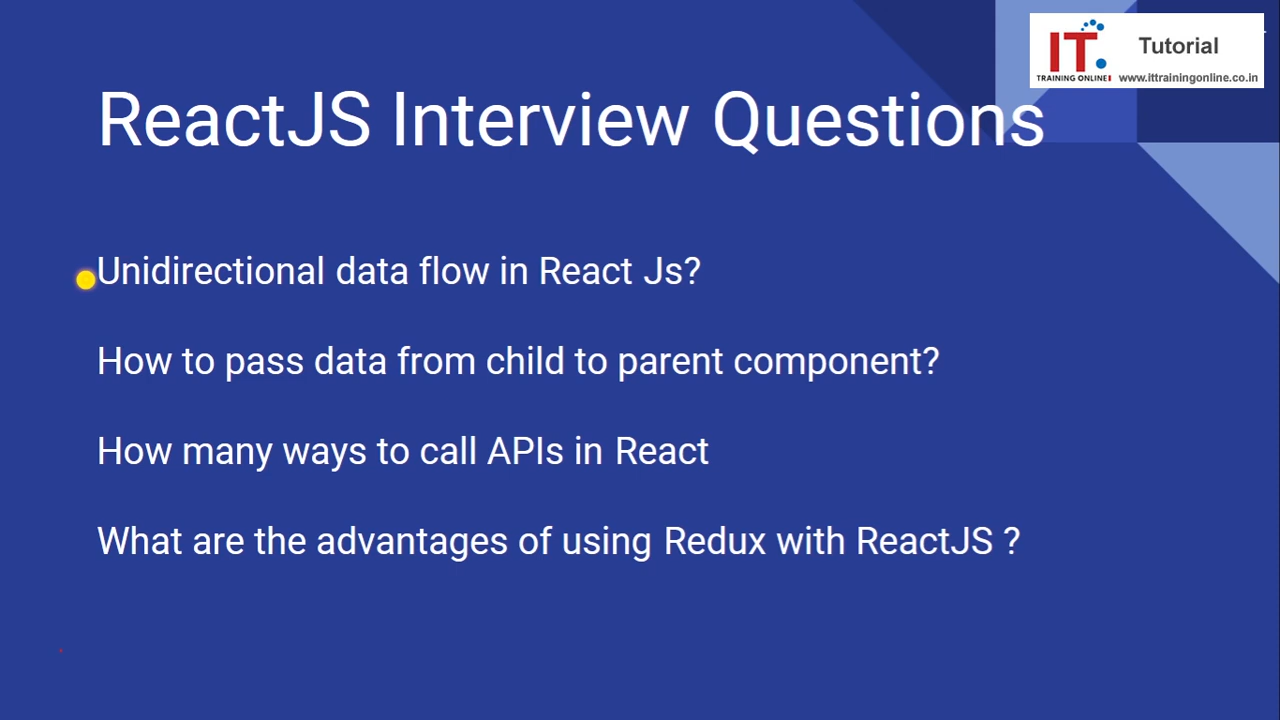 IT.
Tutorial
TRAINING ONLINE
www.ittrainingonline.co.in
ReactJS Interview Questions
Unidirectional data flow in React Js?
How to pass data from child to parent component?
How many ways to call APIs in React
What are the advantages of using Redux with ReactJS ?